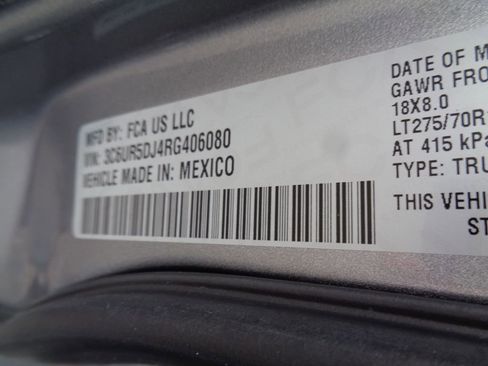 MFD BY: FCA US LLC
VIN: 3C6UR5DJ4RG406080
VEHICLE MADE IN: MEXICO
DATE OF M
GAWR FRO
18X8.0
LT275/70R1
AT 415 kPa
TYPE: TRU
THIS VEHI
ST